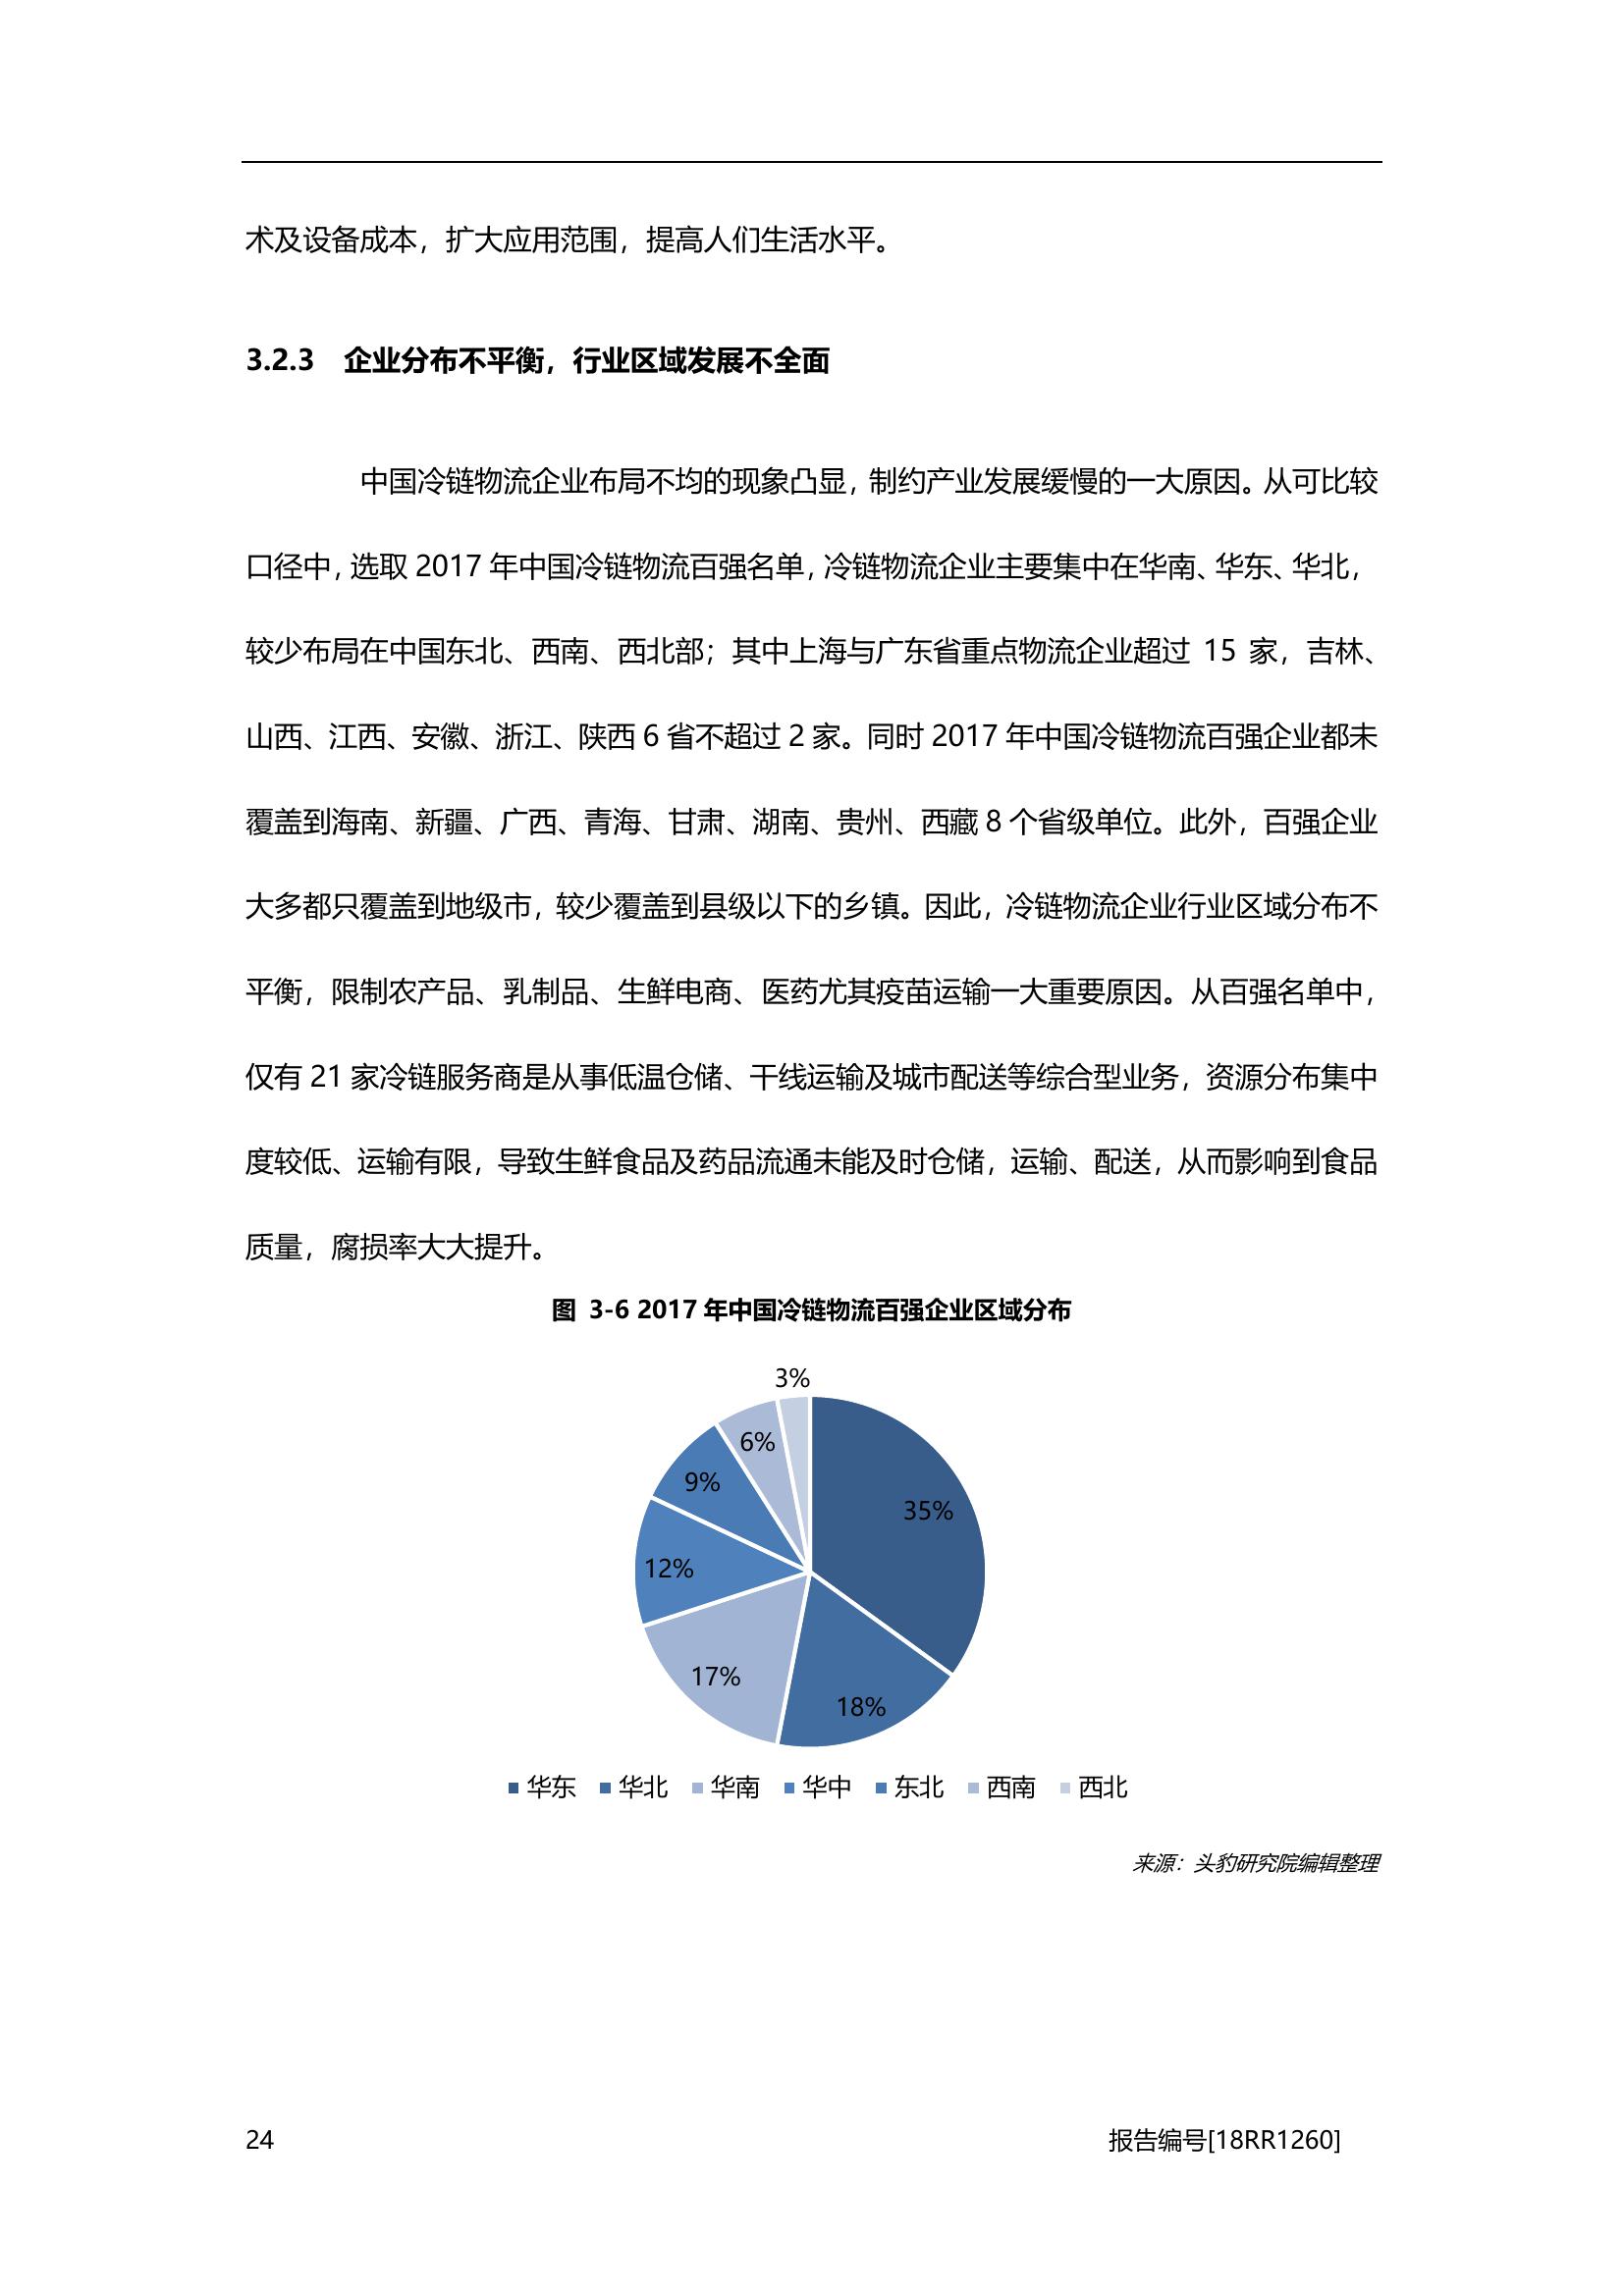 术及设备成本，扩大应用范围，提高人们生活水平。
3.2.3 企业分布不平衡，行业区域发展不全面
中国冷链物流企业布局不均的现象凸显，制约产业发展缓慢的一大原因。从可比较
口径中，选取 2017 年中国冷链物流百强名单，冷链物流企业主要集中在华南、华东、华北，
较少布局在中国东北、西南、西北部；其中上海与广东省重点物流企业超过 15 家，吉林、
山西、江西、安徽、浙江、陕西 6 省不超过 2 家。同时 2017 年中国冷链物流百强企业都未
覆盖到海南、新疆、广西、青海、甘肃、湖南、贵州、西藏 8 个省级单位。此外，百强企业
大多都只覆盖到地级市，较少覆盖到县级以下的乡镇。因此，冷链物流企业行业区域分布不
平衡，限制农产品、乳制品、生鲜电商、医药尤其疫苗运输一大重要原因。从百强名单中，
仅有 21 家冷链服务商是从事低温仓储、干线运输及城市配送等综合型业务，资源分布集中
度较低、运输有限，导致生鲜食品及药品流通未能及时仓储，运输、配送，从而影响到食品
质量，腐损率大大提升。
图 3-6 2017 年中国冷链物流百强企业区域分布
3%
6%
9%
35%
12%
17%
18%
华东 华北 华南 华中 东北 西南 西北
来源：头豹研究院编辑整理
24 报告编号[18RR1260]